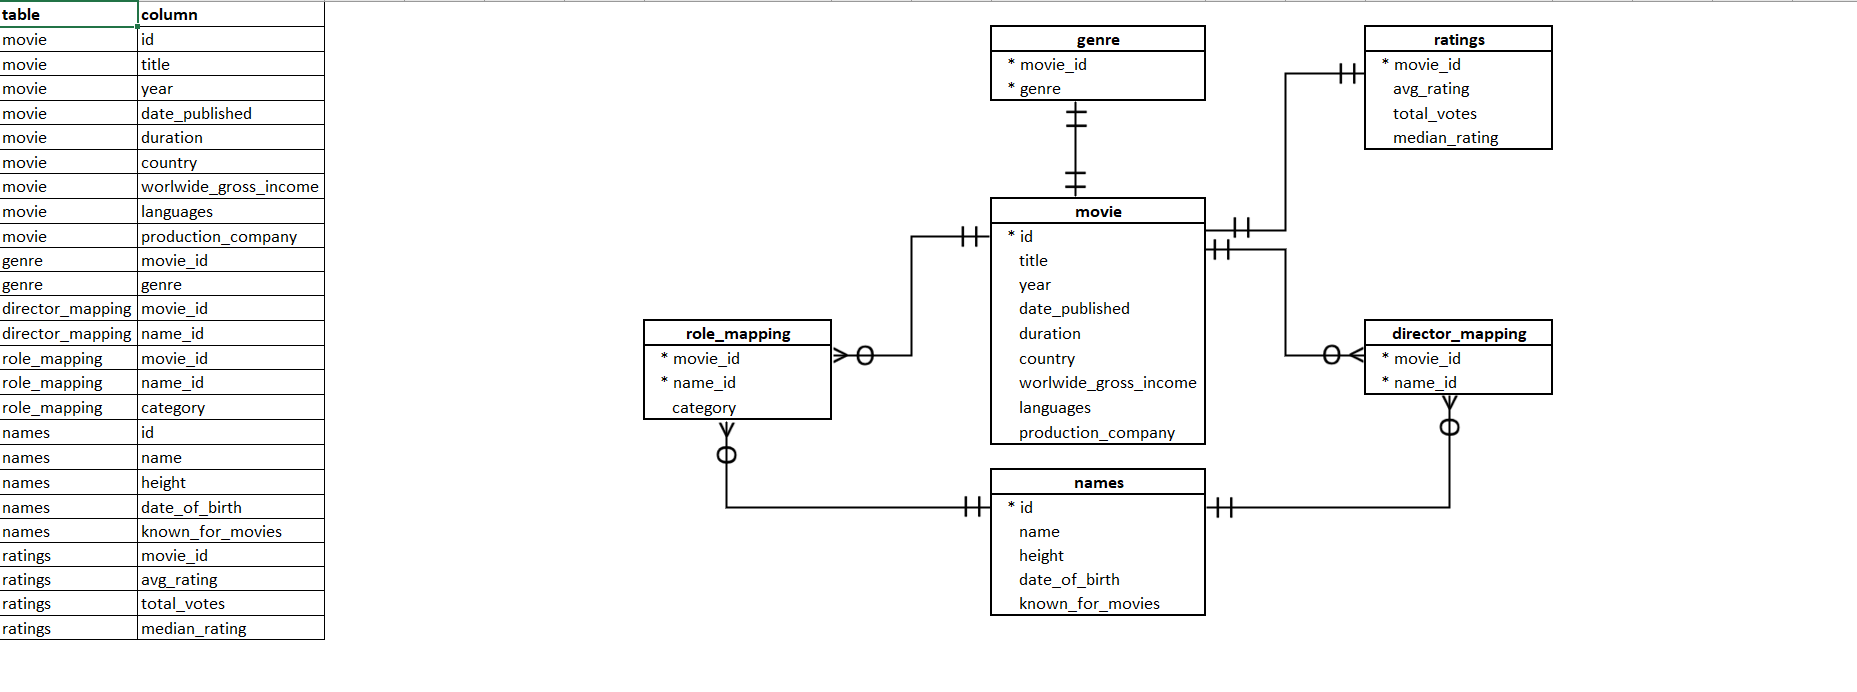 table column
movie id
movie title
movie year
movie date_published
movie duration
movie country
movie worlwide_gross_income
movie languages
movie production_company
genre movie_id
genre genre
director_mapping movie_id
director_mapping name_id
role_mapping movie_id
role_mapping name_id
role_mapping category
names id
names name
names height
names date_of_birth
names known_for_movies
ratings movie_id
ratings avg_rating
ratings total_votes
ratings median_rating
genre
* movie_id
* genre
ratings
* movie_id
avg_rating
total_votes
median_rating
movie
* id
title
year
date_published
duration
country
worlwide_gross_income
languages
production_company
role_mapping
* movie_id
* name_id
category
director_mapping
* movie_id
* name_id
names
* id
name
height
date_of_birth
known_for_movies